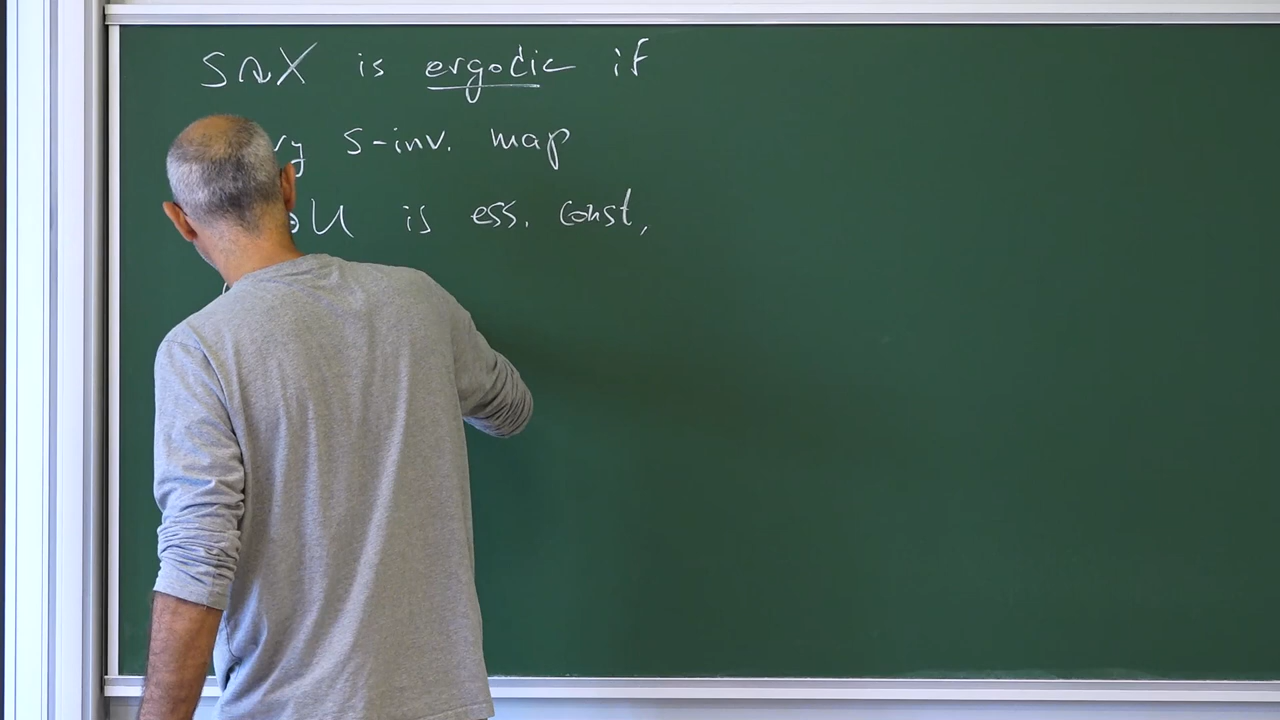 S↷X is ergodic if
S-inv. map
U is ess. const,